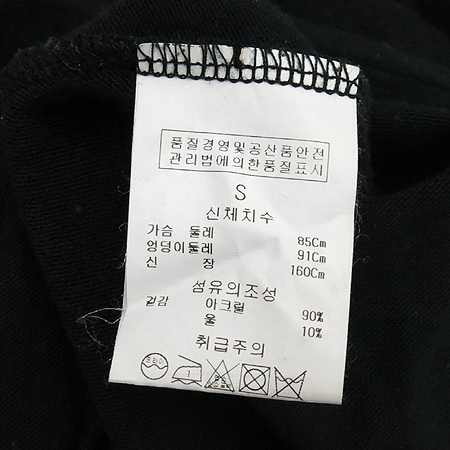 품질경영및공산품안전
관리법에의한품질표시
S
신체치수
가슴 둘레 85Cm
엉덩이둘레 91Cm
신 장 160Cm
섬유의조성
겉감 아크릴 90%
울 10%
취급주의